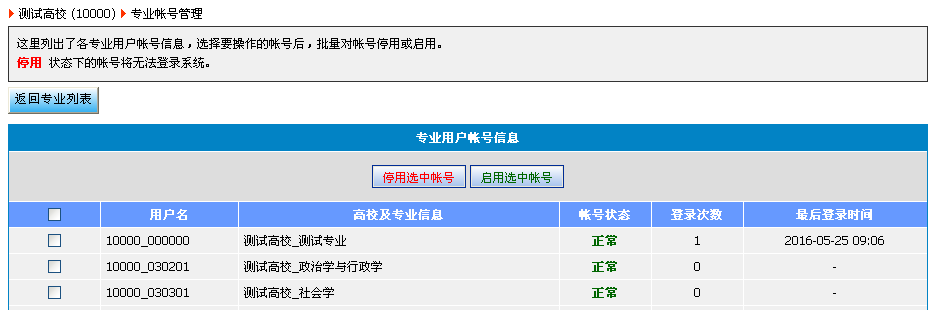 测试高校 (10000) 专业帐号管理
这里列出了各专业用户帐号信息，选择要操作的帐号后，批量对帐号停用或启用。
停用 状态下的帐号将无法登录系统。
返回专业列表
专业用户帐号信息
停用选中帐号 启用选中帐号
用户名 高校及专业信息 帐号状态 登录次数 最后登录时间
10000_000000 测试高校_测试专业 正常 1 2016-05-25 09:06
10000_030201 测试高校_政治学与行政学 正常 0 -
10000_030301 测试高校_社会学 正常 0 -